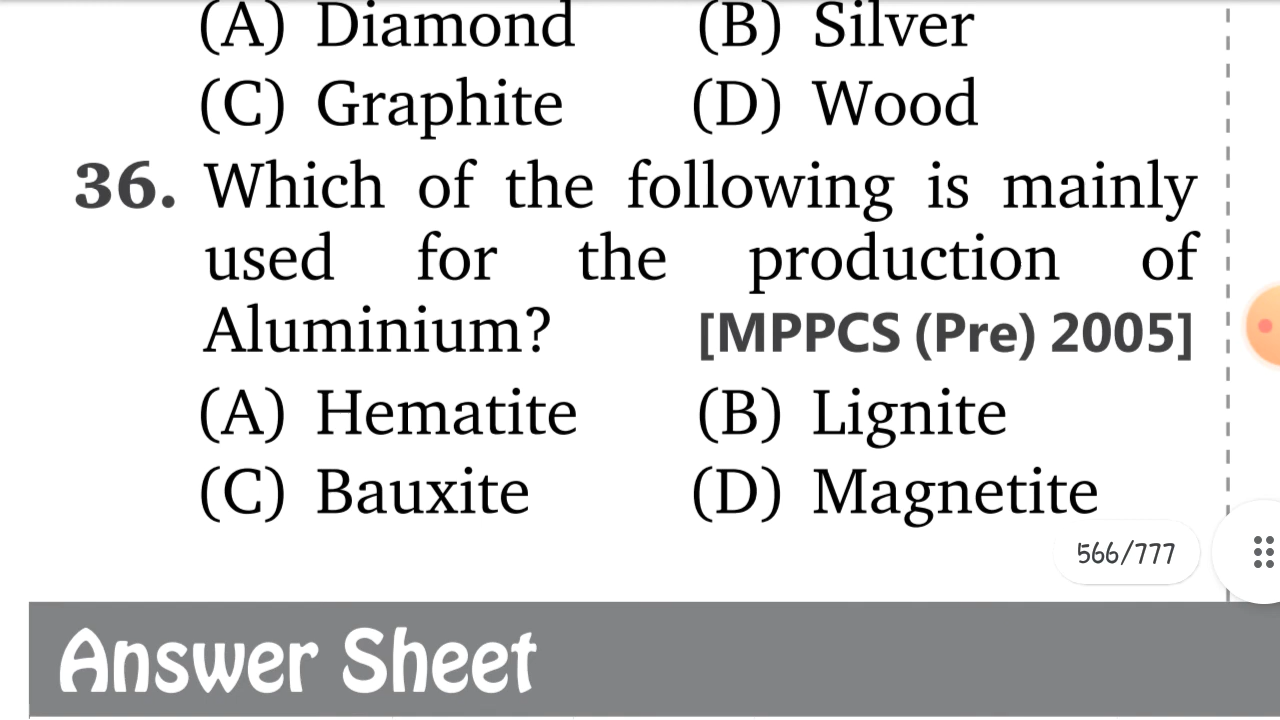 (A) Diamond (B) Silver
(C) Graphite (D) Wood
36. Which of the following is mainly
used for the production of
Aluminium? [MPPCS (Pre) 2005]
(A) Hematite (B) Lignite
(C) Bauxite (D) Magnetite
566/777
Answer Sheet